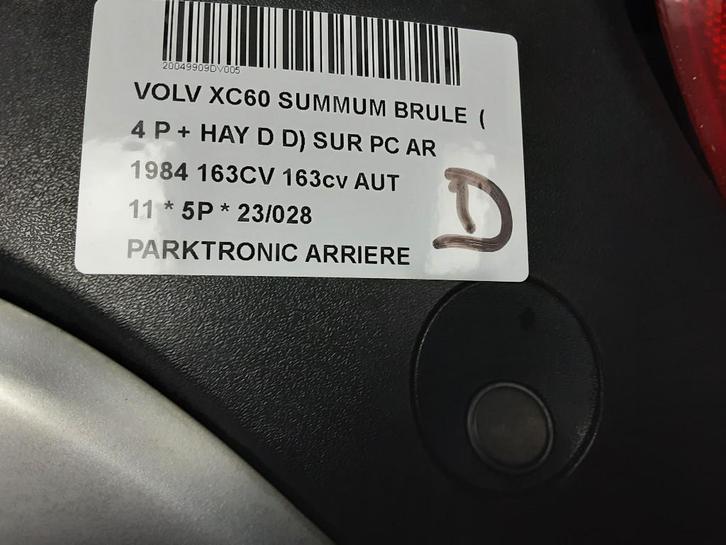 20049909DV005
VOLV XC60 SUMMUM BRULE (
4 P + HAY D D) SUR PC AR
1984 163CV 163cv AUT
11 * 5P * 23/028
PARKTRONIC ARRIERE
D